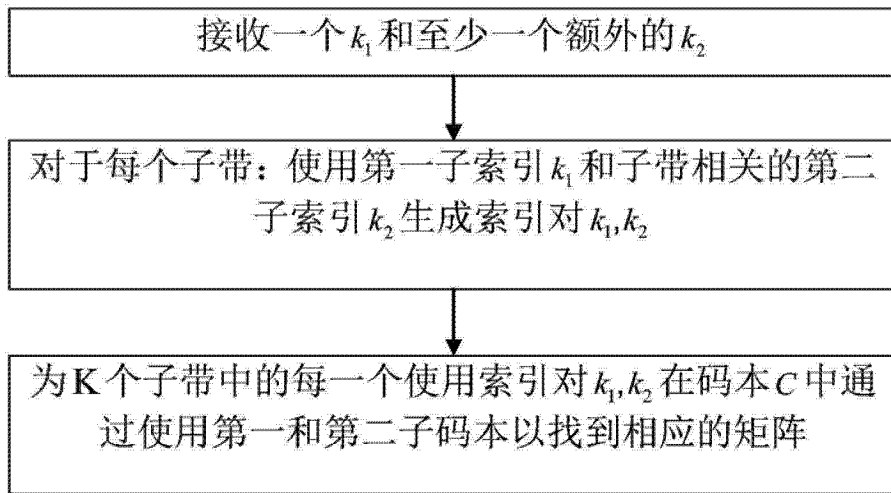 接收一个k₁和至少一个额外的k₂
对于每个子带：使用第一子索引k₁和子带相关的第二
子索引k₂生成索引对k₁,k₂
为K个子带中的每一个使用索引对k₁,k₂在码本C中通
过使用第一和第二子码本以找到相应的矩阵